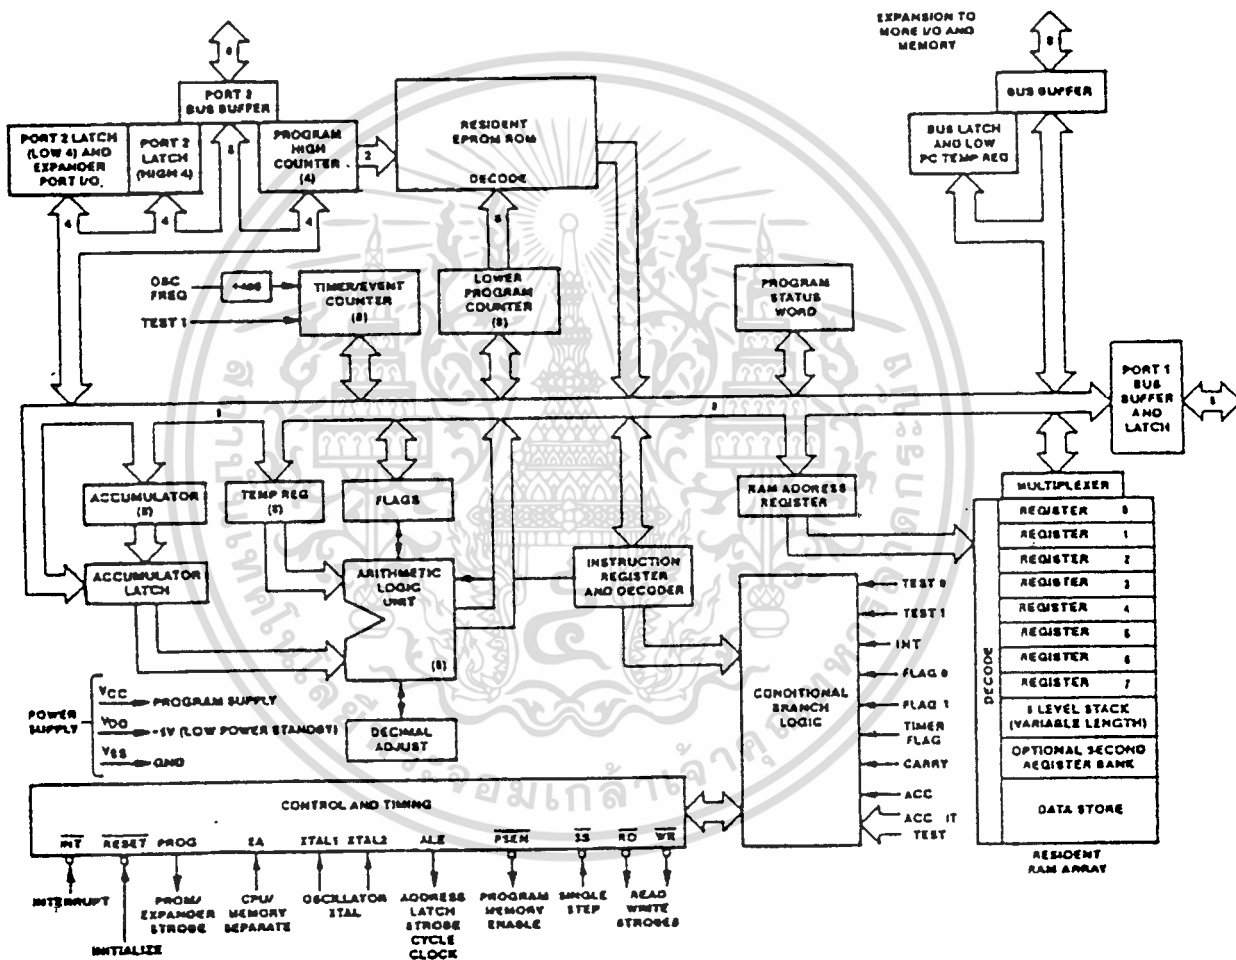 EXPANSION TO
MORE I/O AND
MEMORY
8
8
PORT 2
BUS BUFFER
BUS BUFFER
PORT 2 LATCH
(LOW 4) AND
EXPANDER
PORT I/O
PORT 2
LATCH
(HIGH 4)
PROGRAM
HIGH
COUNTER
(4)
2
RESIDENT
EPROM ROM
DECODE
BUS LATCH
AND LOW
PC TEMP REG
4
4
4
8
OSC
FREQ
TEST 1
TIMER/EVENT
COUNTER
(8)
LOWER
PROGRAM
COUNTER
(8)
PROGRAM
STATUS
WORD
PORT 1
BUS
BUFFER
AND
LATCH
ACCUMULATOR
(8)
TEMP REG
(8)
FLAGS
RAM ADDRESS
REGISTER
MULTIPLEXER
ACCUMULATOR
LATCH
ARITHMETIC
LOGIC
UNIT
(8)
INSTRUCTION
REGISTER
AND DECODER
DECODE
REGISTER 0
REGISTER 1
REGISTER 2
REGISTER 3
REGISTER 4
REGISTER 5
REGISTER 6
REGISTER 7
8 LEVEL STACK
(VARIABLE LENGTH)
OPTIONAL SECOND
REGISTER BANK
DATA STORE
RESIDENT
RAM ARRAY
CONDITIONAL
BRANCH
LOGIC
TEST 0
TEST 1
INT
FLAG 0
FLAG 1
TIMER
FLAG
CARRY
ACC
ACC IT
TEST
POWER
SUPPLY
VCC
PROGRAM SUPPLY
VDD
+5V (LOW POWER STANDBY)
VSS
GND
DECIMAL
ADJUST
CONTROL AND TIMING
INT RESET PROG EA XTAL1 XTAL2 ALE PSEN SS RD WR
INTERRUPT
INITIALIZE
PROM/
EXPANDER
STROBE
CPU/
MEMORY
SEPARATE
OSCILLATOR
XTAL
ADDRESS
LATCH
STROBE
CYCLE
CLOCK
PROGRAM
MEMORY
ENABLE
SINGLE
STEP
READ
WRITE
STROBES